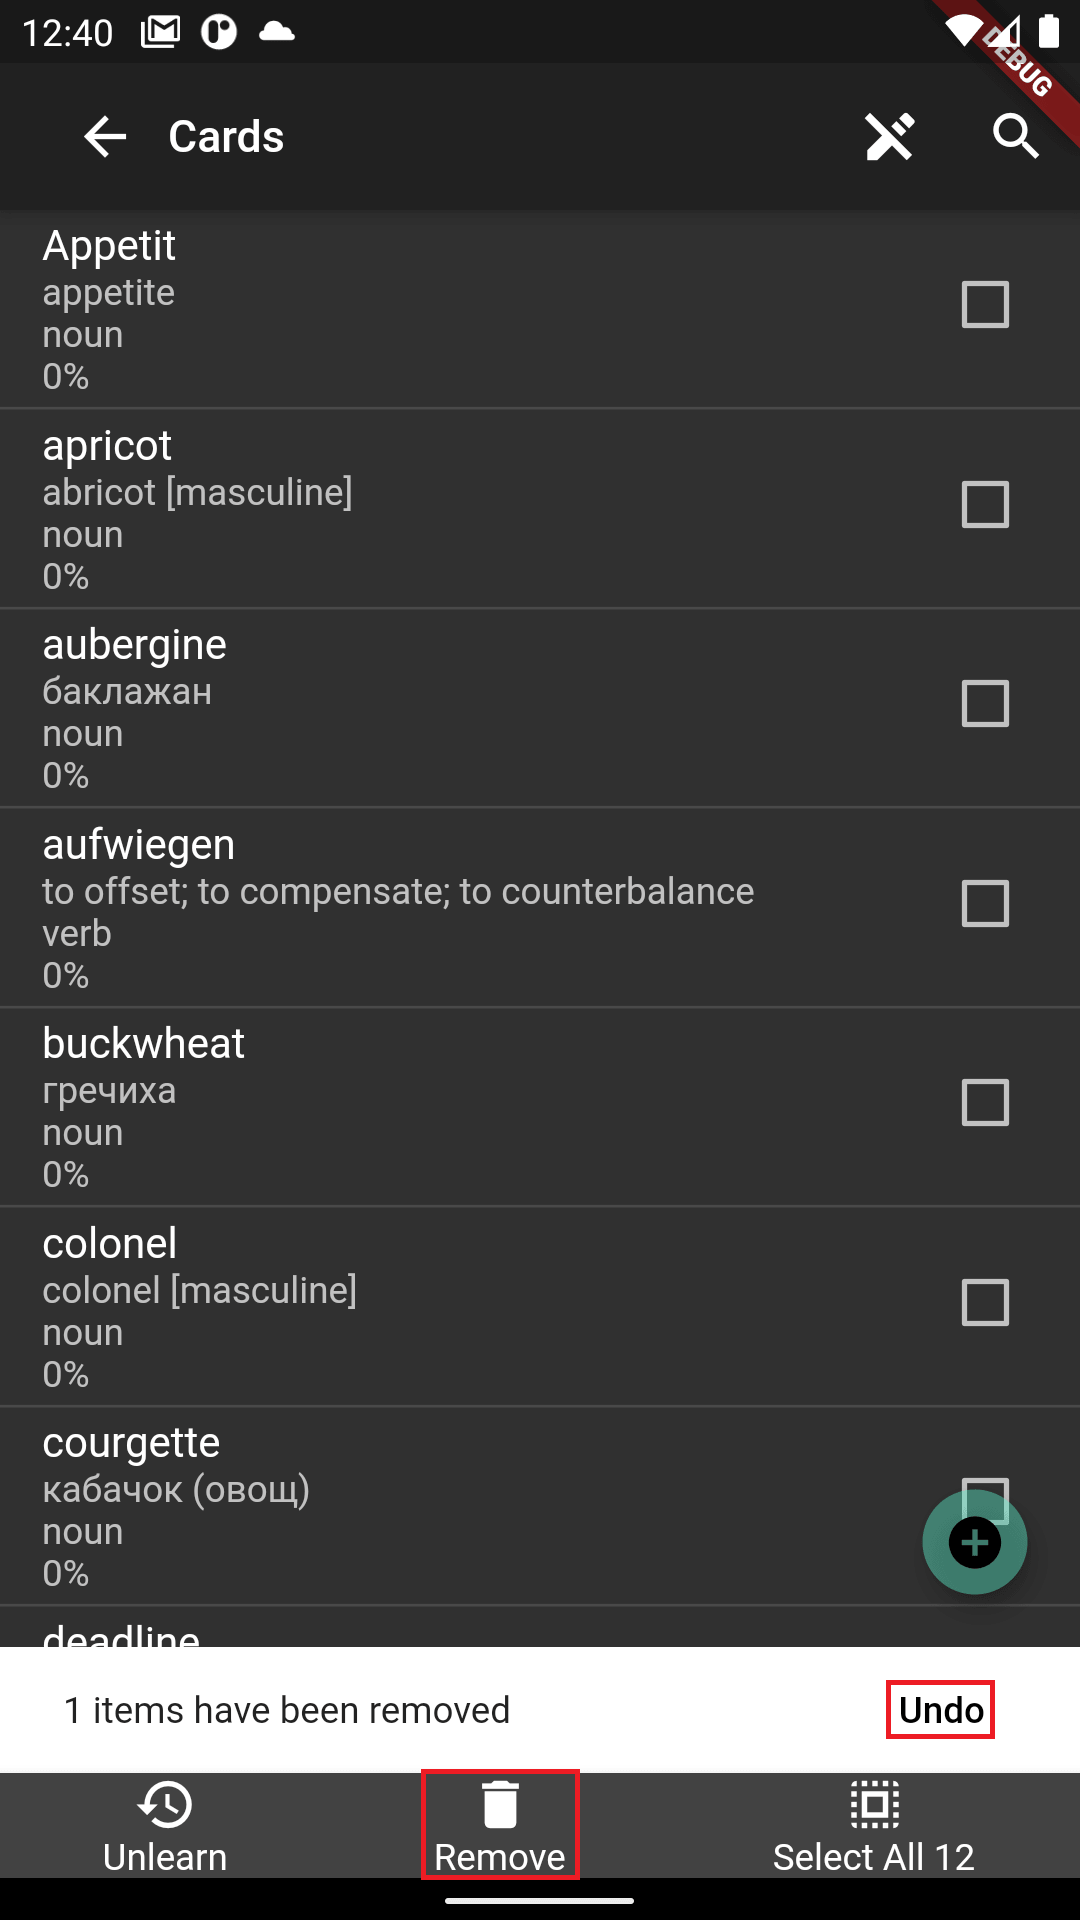 12:40
DEBUG
Cards
Appetit
appetite
noun
0%
apricot
abricot [masculine]
noun
0%
aubergine
баклажан
noun
0%
aufwiegen
to offset; to compensate; to counterbalance
verb
0%
buckwheat
гречиха
noun
0%
colonel
colonel [masculine]
noun
0%
courgette
кабачок (овощ)
noun
0%
deadline
1 items have been removed
Undo
Unlearn
Remove
Select All 12